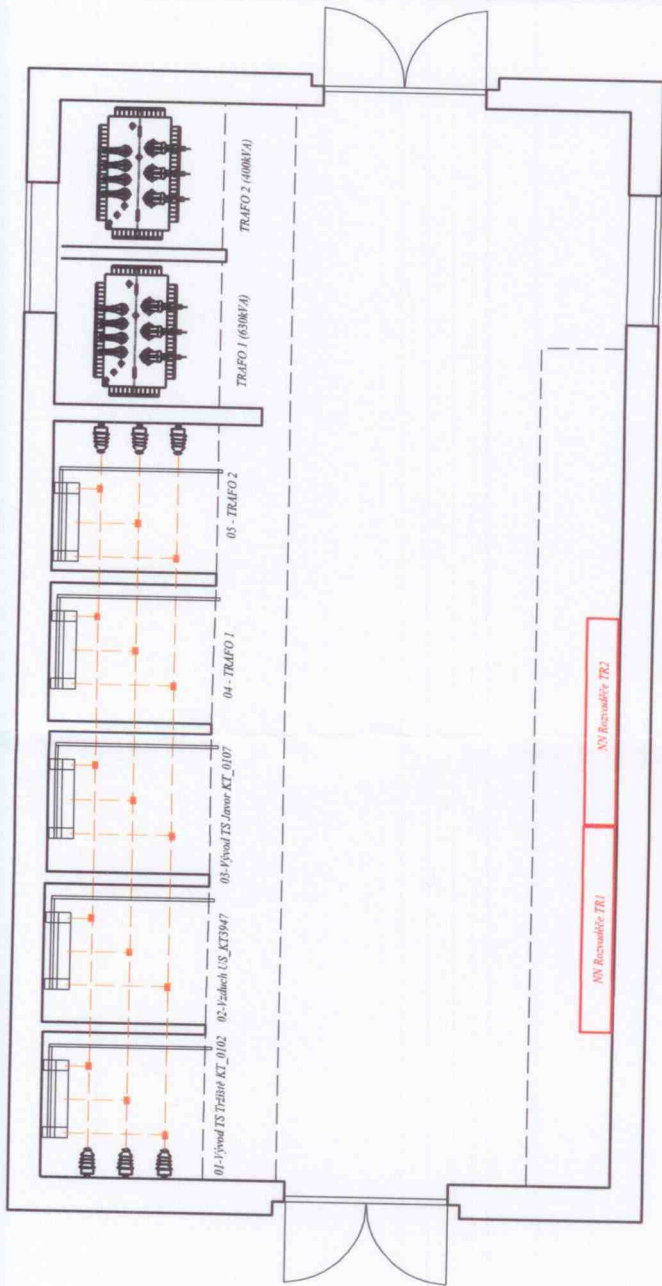 TRAFO 2 (400kVA)
TRAFO 1 (630kVA)
05 - TRAFO 2
04 - TRAFO 1
03-Vývod TS Javor KT_0107
02-Vzduch US_KT3947
01-Vývod TS Tržiště KT_0102
NN Rozvaděče TR2
NN Rozvaděče TR1